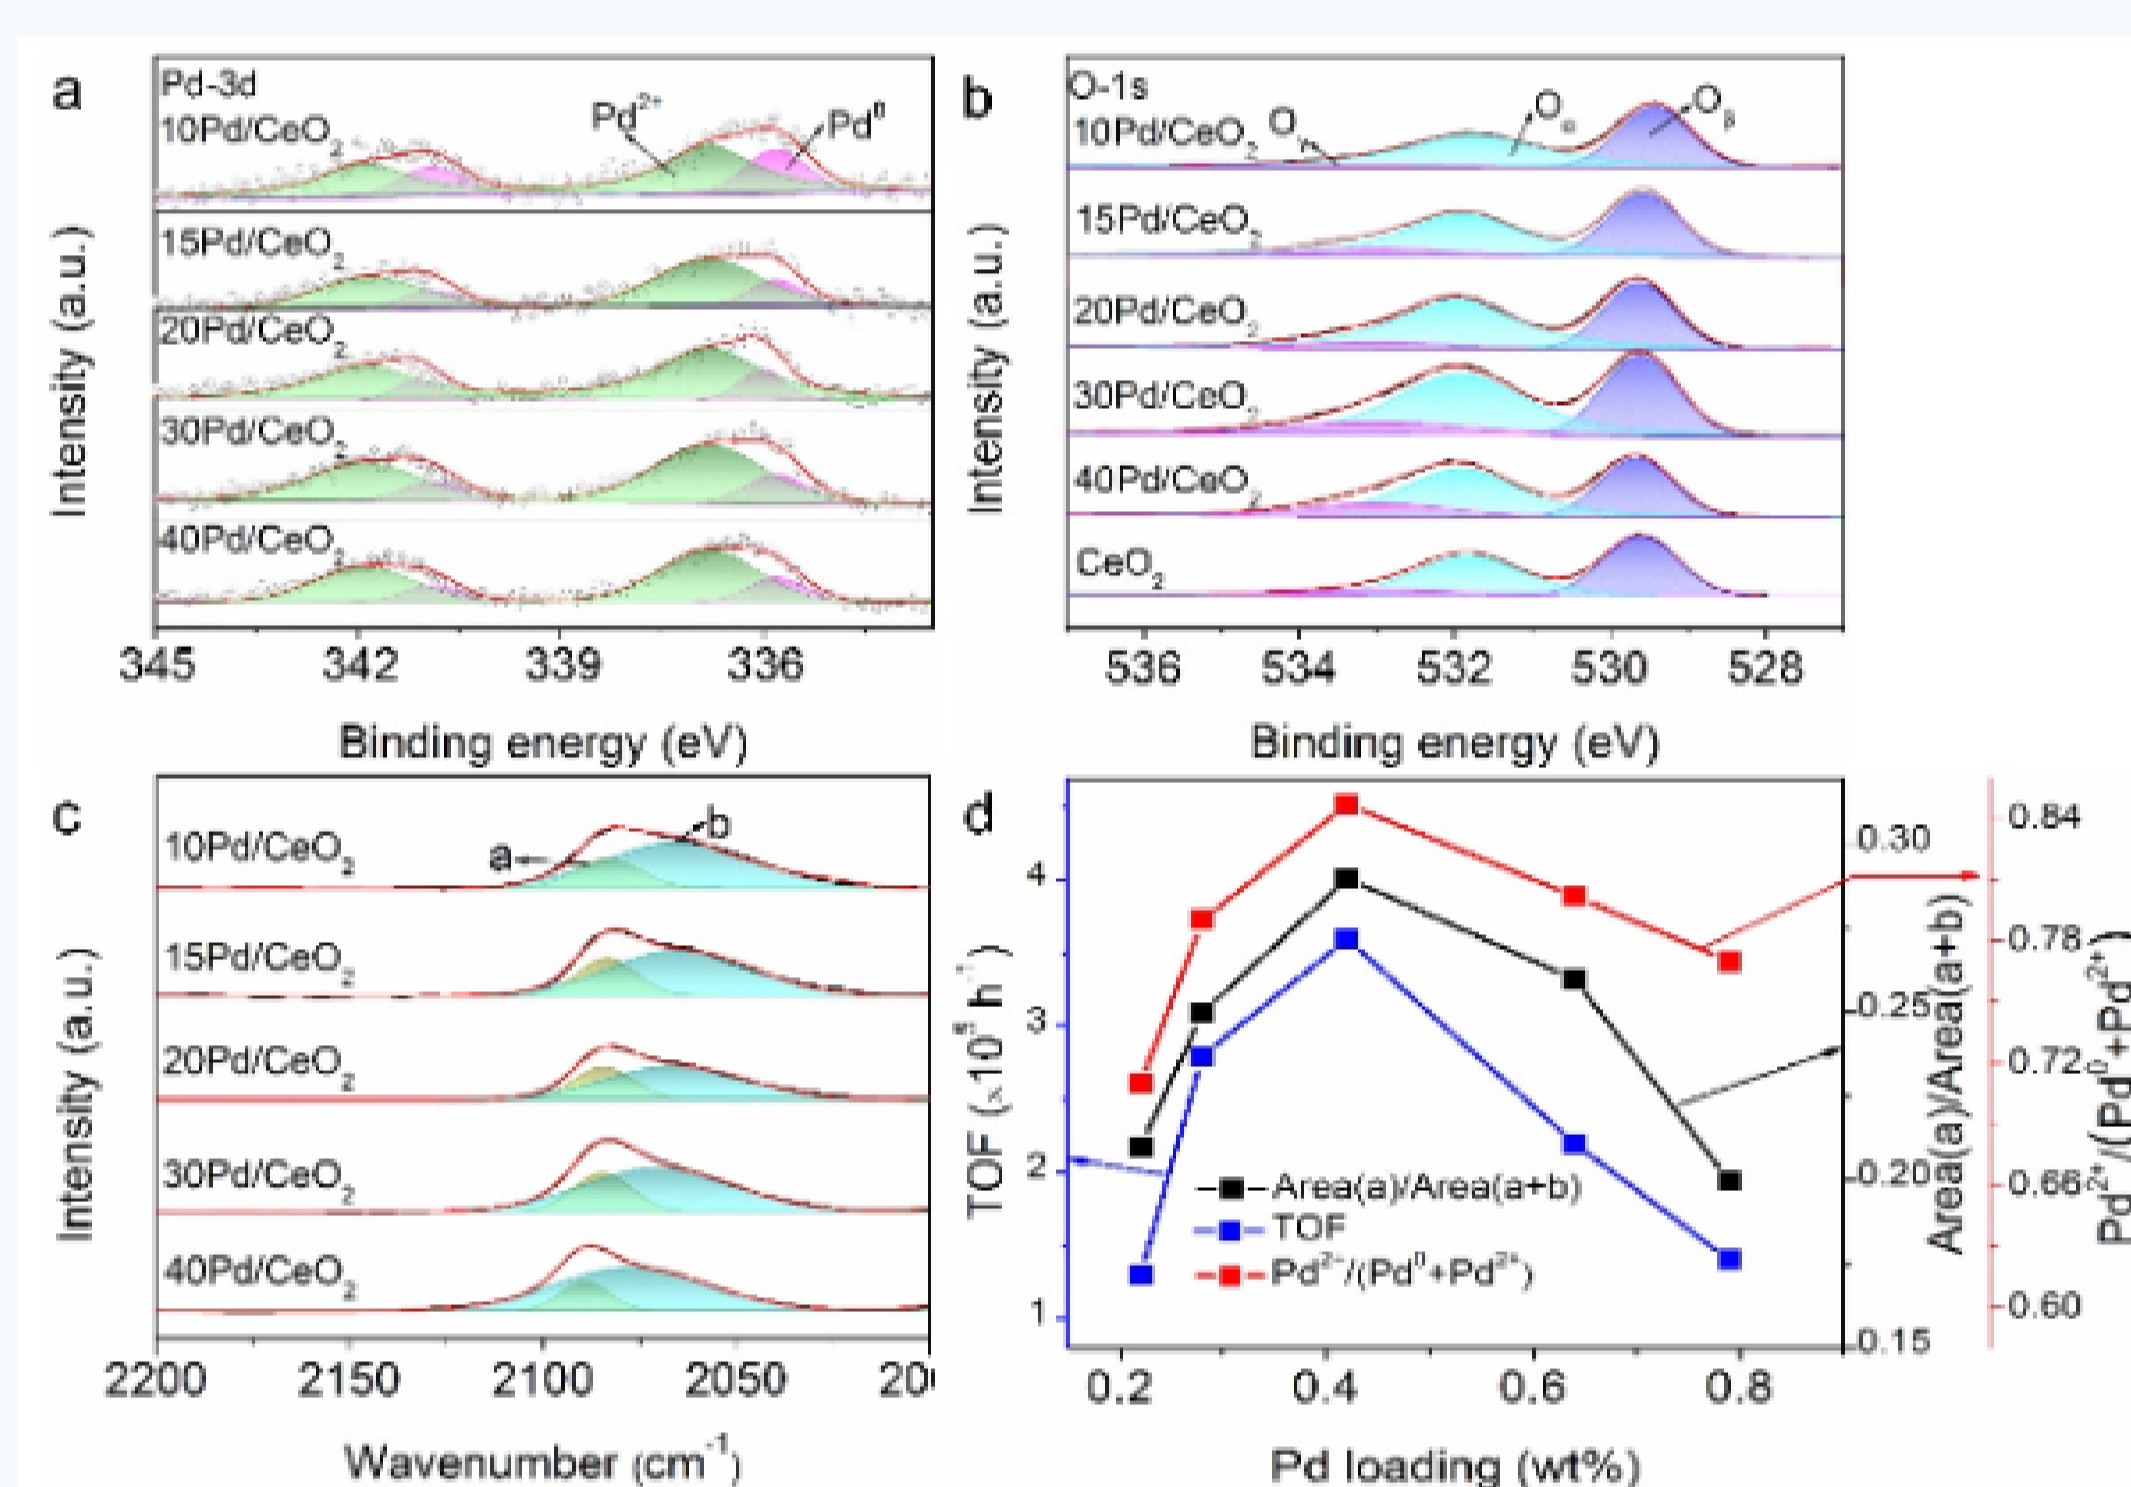 a
Pd-3d
10Pd/CeO₂
Pd²⁺
Pd⁰
15Pd/CeO₂
20Pd/CeO₂
30Pd/CeO₂
40Pd/CeO₂
Intensity (a.u.)
345 342 339 336
Binding energy (eV)
b
O-1s
10Pd/CeO₂
O
Oα
Oβ
15Pd/CeO₂
20Pd/CeO₂
30Pd/CeO₂
40Pd/CeO₂
CeO₂
Intensity (a.u.)
536 534 532 530 528
Binding energy (eV)
c
10Pd/CeO₂
a
b
15Pd/CeO₂
20Pd/CeO₂
30Pd/CeO₂
40Pd/CeO₂
Intensity (a.u.)
2200 2150 2100 2050 20
Wavenumber (cm⁻¹)
d
4
3
2
1
TOF (×10⁵ h⁻¹)
Area(a)/Area(a+b)
TOF
Pd²⁺/(Pd⁰+Pd²⁺)
0.30
0.25
0.20
0.15
Area(a)/Area(a+b)
0.84
0.78
0.72
0.66
0.60
Pd²⁺/(Pd⁰+Pd²⁺)
0.2 0.4 0.6 0.8
Pd loading (wt%)